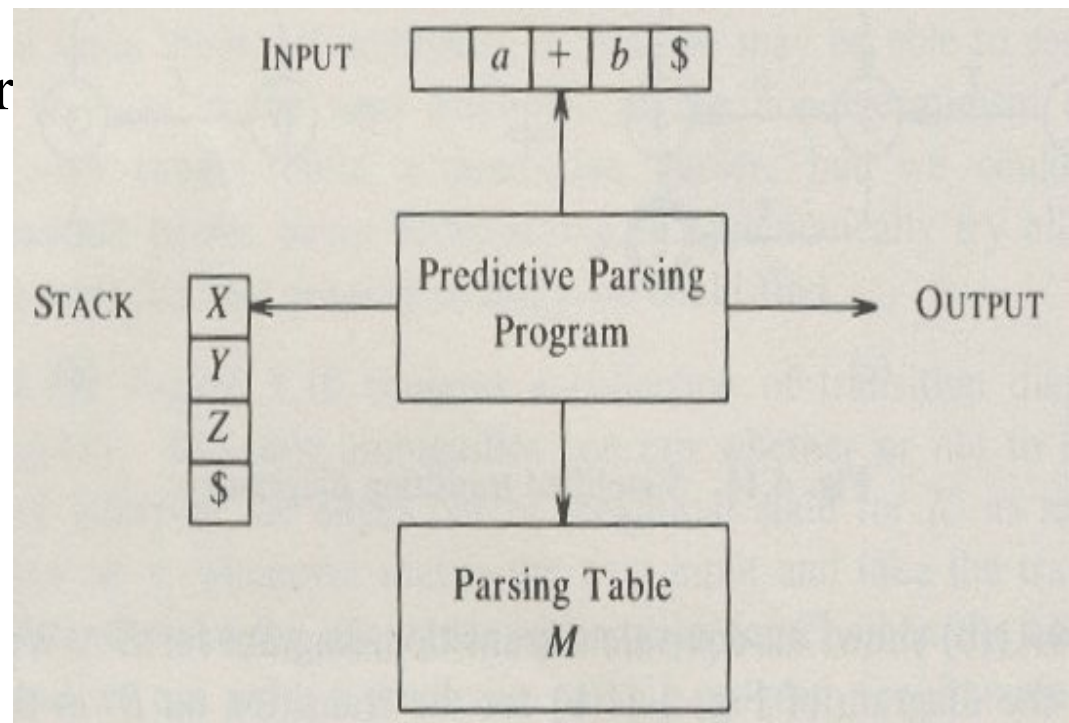 r
INPUT a + b $
STACK X
Y
Z
$
Predictive Parsing
Program
OUTPUT
Parsing Table
M